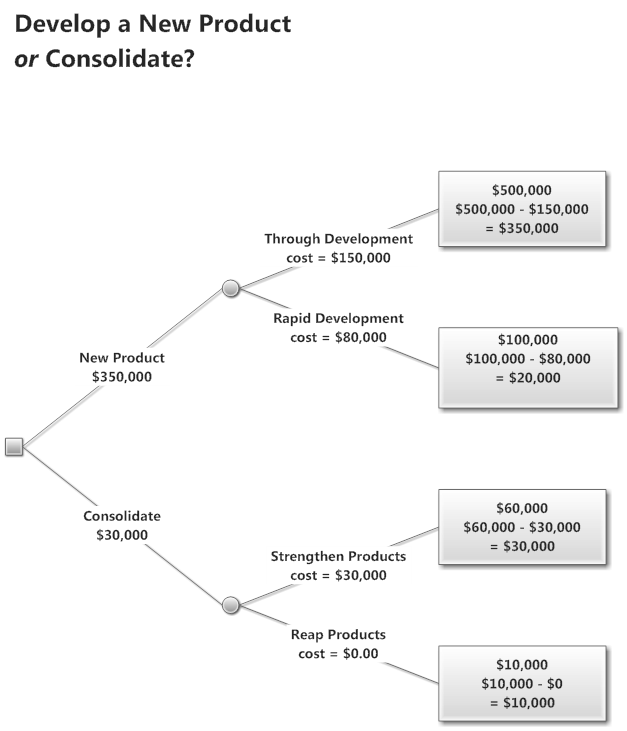 Develop a New Product
or Consolidate?
$500,000
$500,000 - $150,000
= $350,000
Through Development
cost = $150,000
Rapid Development
cost = $80,000
$100,000
$100,000 - $80,000
= $20,000
New Product
$350,000
Consolidate
$30,000
$60,000
$60,000 - $30,000
= $30,000
Strengthen Products
cost = $30,000
Reap Products
cost = $0.00
$10,000
$10,000 - $0
= $10,000